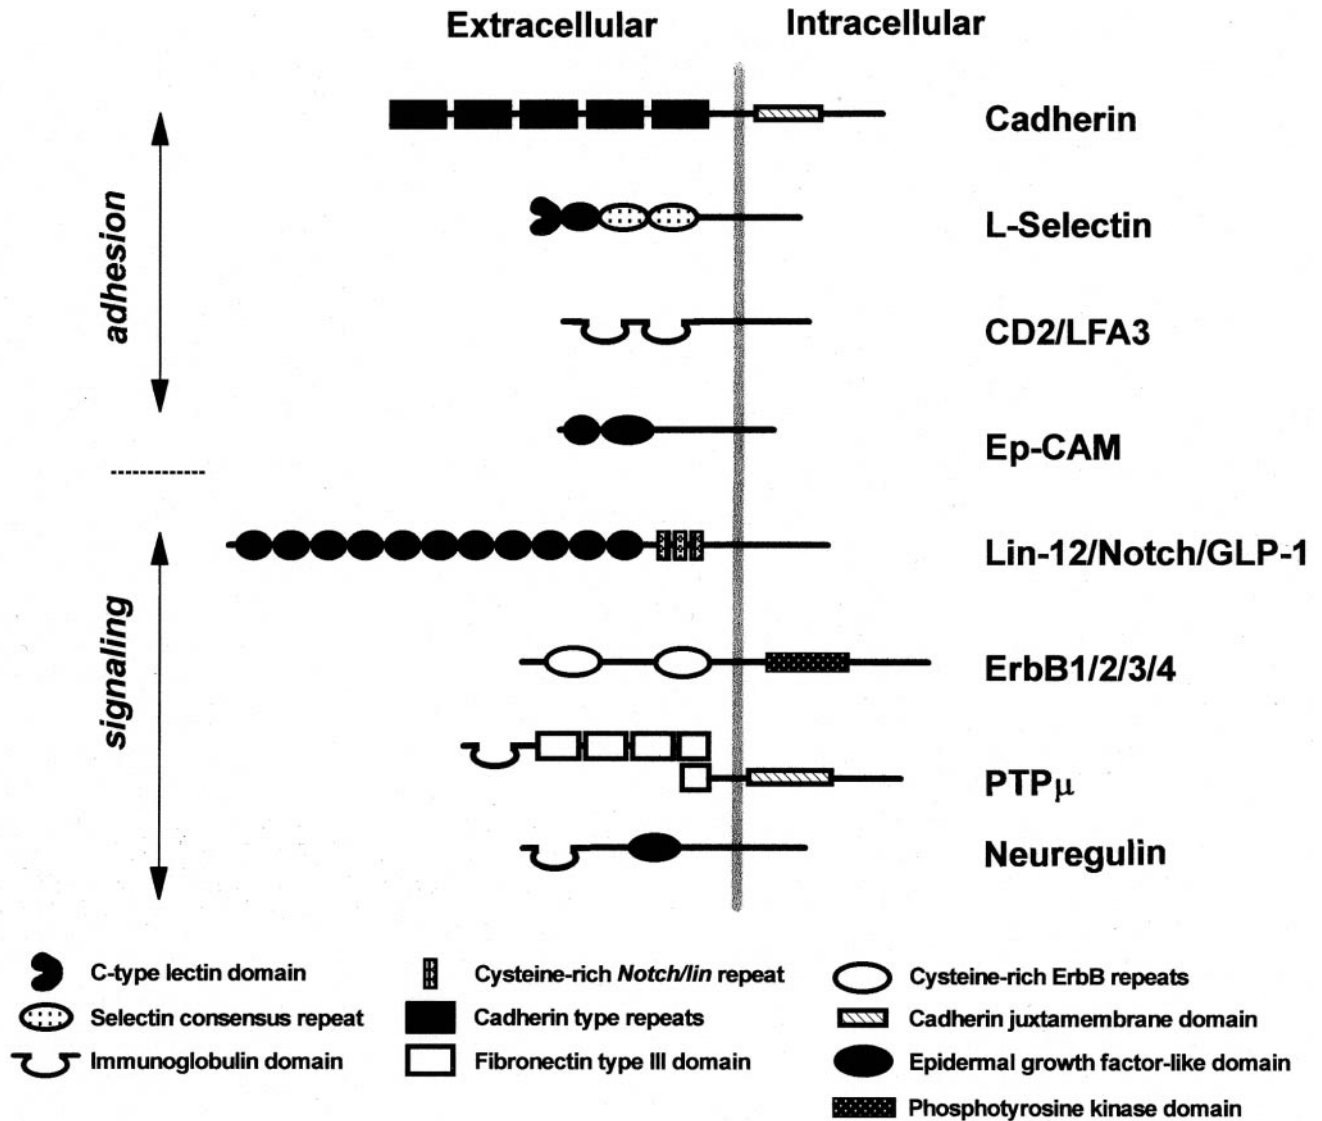 Extracellular Intracellular
Cadherin
L-Selectin
adhesion
CD2/LFA3
Ep-CAM
Lin-12/Notch/GLP-1
signaling
ErbB1/2/3/4
PTPμ
Neuregulin
C-type lectin domain
Selectin consensus repeat
Immunoglobulin domain
Cysteine-rich Notch/lin repeat
Cadherin type repeats
Fibronectin type III domain
Cysteine-rich ErbB repeats
Cadherin juxtamembrane domain
Epidermal growth factor-like domain
Phosphotyrosine kinase domain